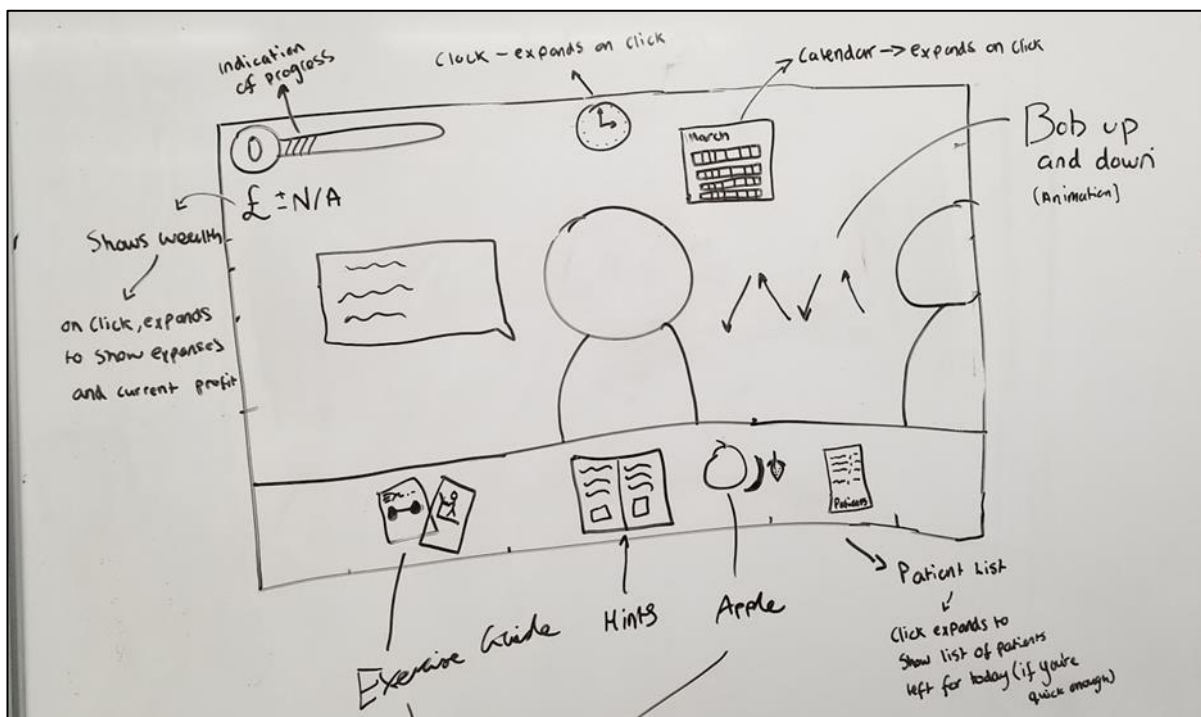 indication
of progress
Clock – expands on click
Calendar -> expands on click
0
March
Bob up
and down
(Animation)
£ ±N/A
Shows wealth
on click, expands
to show expenses
and current profit
Ex...
Patients
Exercise Guide
Hints
Apple
Patient List
Click expands to
show list of patients
left for today (if you're
quick enough)